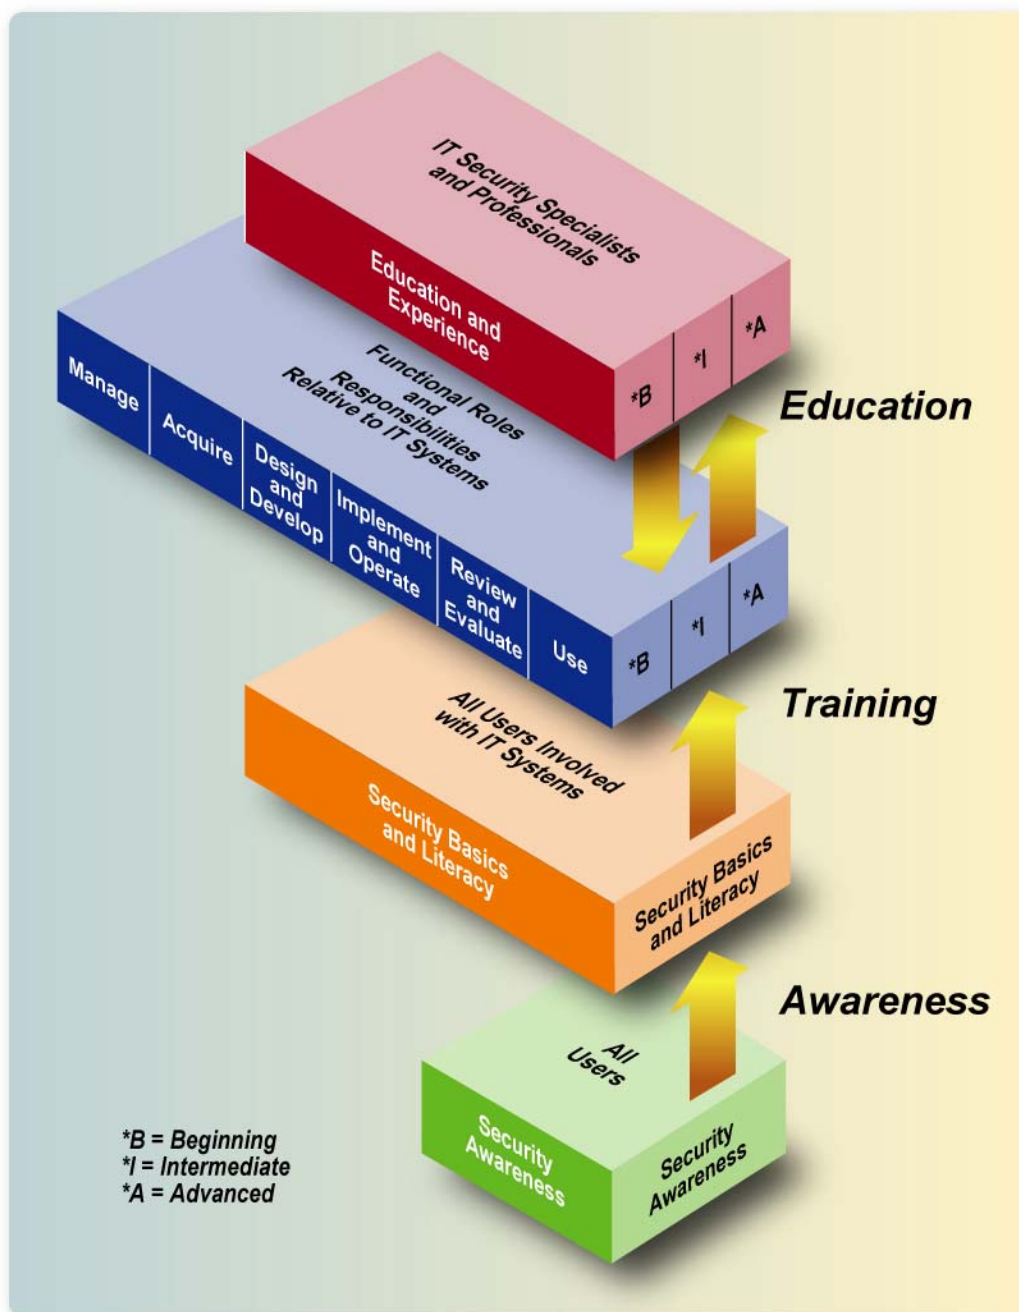 IT Security Specialists
and Professionals
Education and
Experience
*B
*I
*A
Education
Functional Roles
and
Responsibilities
Relative to IT Systems
Manage
Acquire
Design
and
Develop
Implement
and
Operate
Review
and
Evaluate
Use
*B
*I
*A
Training
All Users Involved
with IT Systems
Security Basics
and Literacy
Security Basics
and Literacy
Awareness
All
Users
Security
Awareness
Security
Awareness
*B = Beginning
*I = Intermediate
*A = Advanced